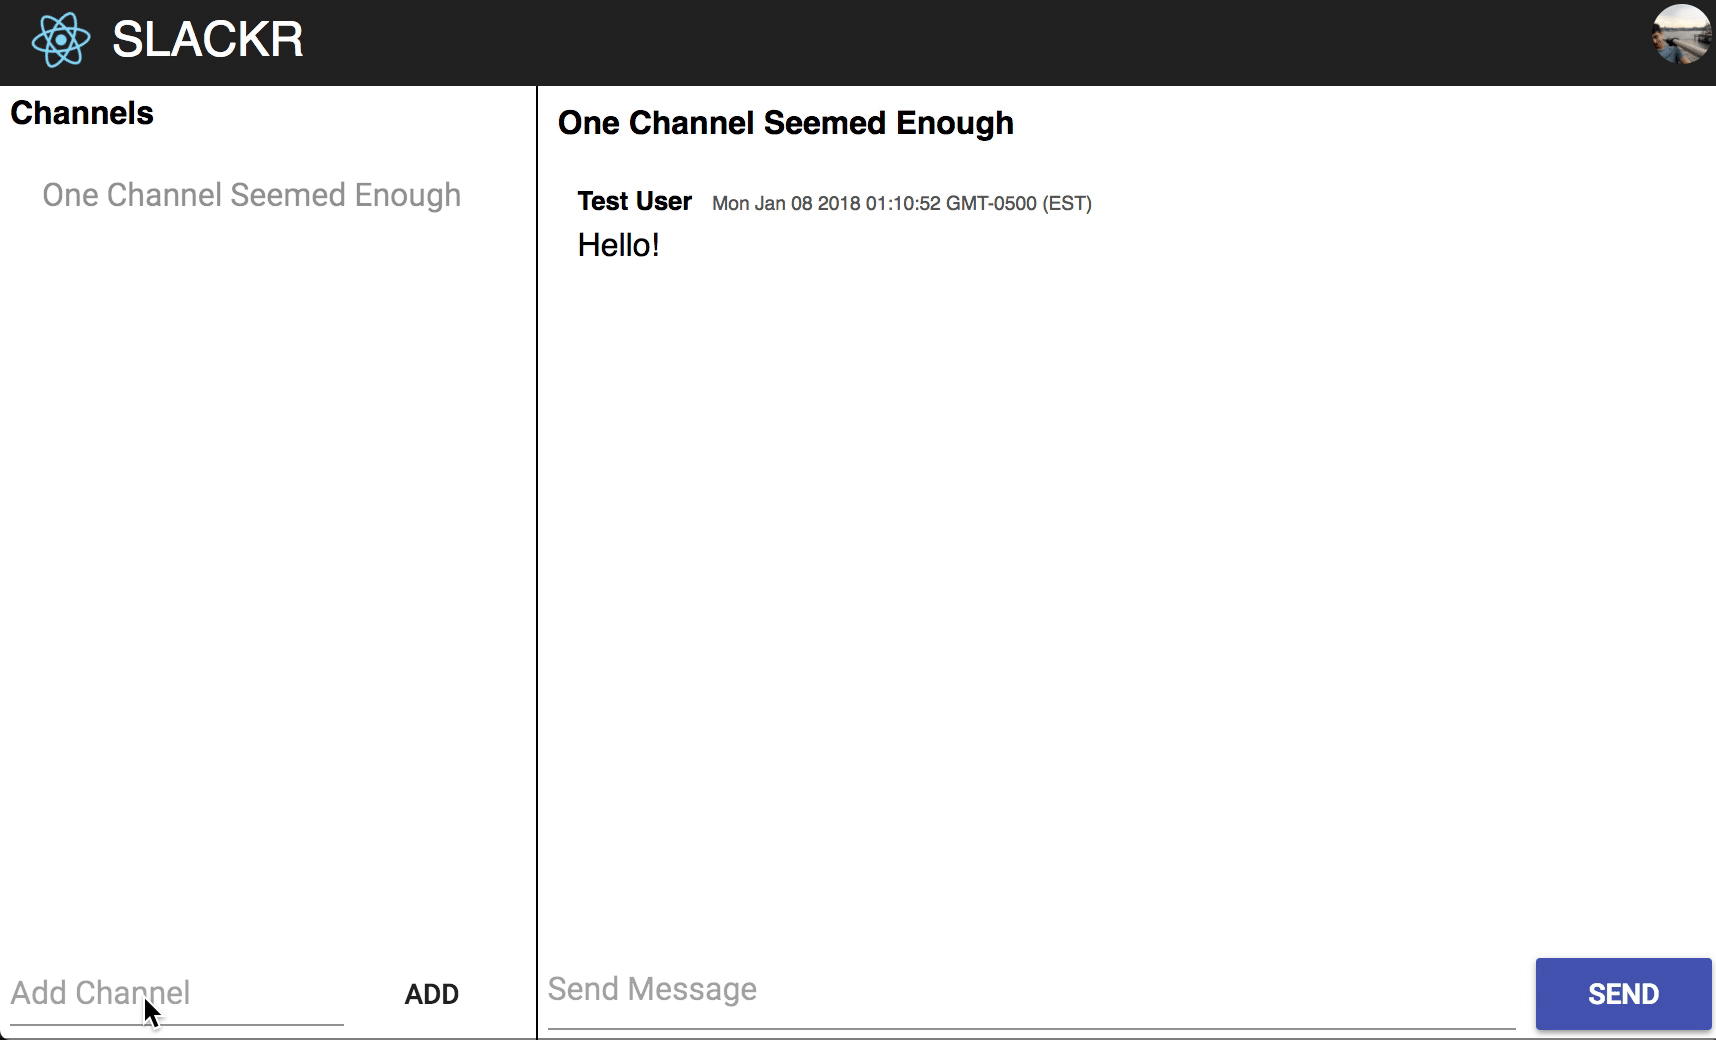 SLACKR
Channels
One Channel Seemed Enough
Add Channel
ADD
One Channel Seemed Enough
Test User Mon Jan 08 2018 01:10:52 GMT-0500 (EST)
Hello!
Send Message
SEND